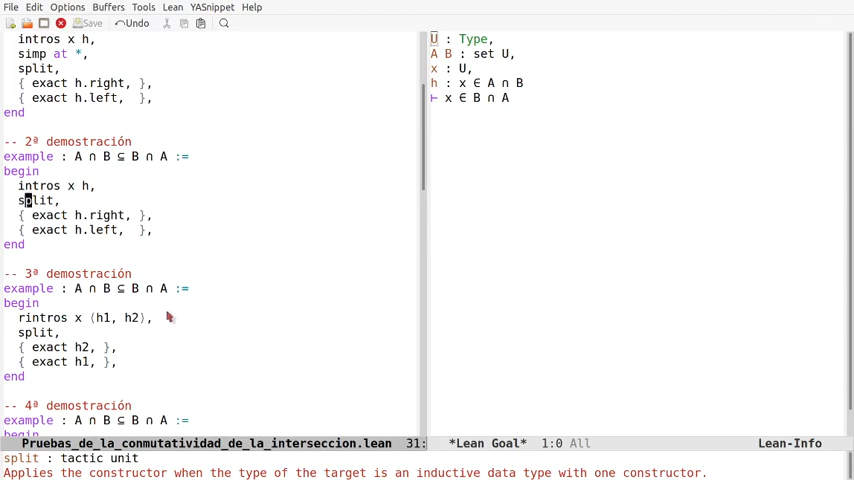 File Edit Options Buffers Tools Lean YASnippet Help
Save Undo
intros x h,
simp at *,
split,
{ exact h.right, },
{ exact h.left,  },
end
-- 2ª demostración
example : A ∩ B ⊆ B ∩ A :=
begin
intros x h,
split,
{ exact h.right, },
{ exact h.left,  },
end
-- 3ª demostración
example : A ∩ B ⊆ B ∩ A :=
begin
rintros x ⟨h1, h2⟩,
split,
{ exact h2, },
{ exact h1, },
end
-- 4ª demostración
example : A ∩ B ⊆ B ∩ A :=
begin
Pruebas_de_la_conmutatividad_de_la_interseccion.lean 31:
U : Type,
A B : set U,
x : U,
h : x ∈ A ∩ B
⊢ x ∈ B ∩ A
*Lean Goal* 1:0 All Lean-Info
split : tactic unit
Applies the constructor when the type of the target is an inductive data type with one constructor.